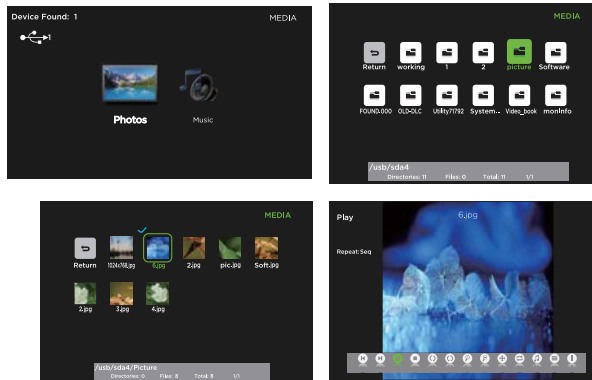 Device Found: 1
MEDIA
1
Photos
Music
MEDIA
Return working 1 2 picture Software
FOUND.000 OLD-DLC Utility71792 System... Video_book monInfo
/usb/sda4
Directories: 11 Files: 0 Total: 11 1/1
MEDIA
Return 1024x768.jpg 6.jpg 2.jpg pic.jpg Soft.jpg
2.jpg 3.jpg 4.jpg
/usb/sda4/Picture
Directories: 0 Files: 8 Total: 8 1/1
Play
6.jpg
Repeat:Seq